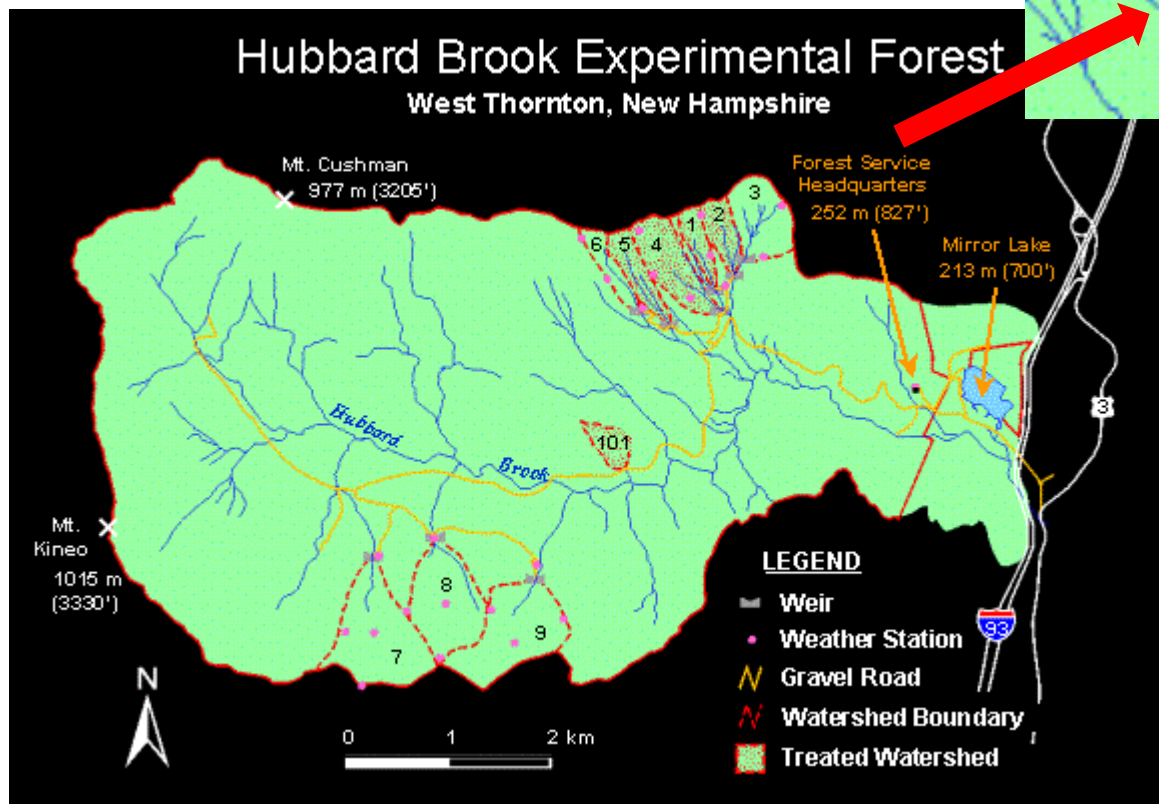 Hubbard Brook Experimental Forest
West Thornton, New Hampshire
Mt. Cushman
977 m (3205')
Forest Service
Headquarters
252 m (827')
Mirror Lake
213 m (700')
3
2
1
6
5
4
3
Hubbard
Brook
101
Mt.
Kineo
1015 m
(3330')
8
9
7
LEGEND
Weir
Weather Station
Gravel Road
Watershed Boundary
Treated Watershed
93
N
0 1 2 km